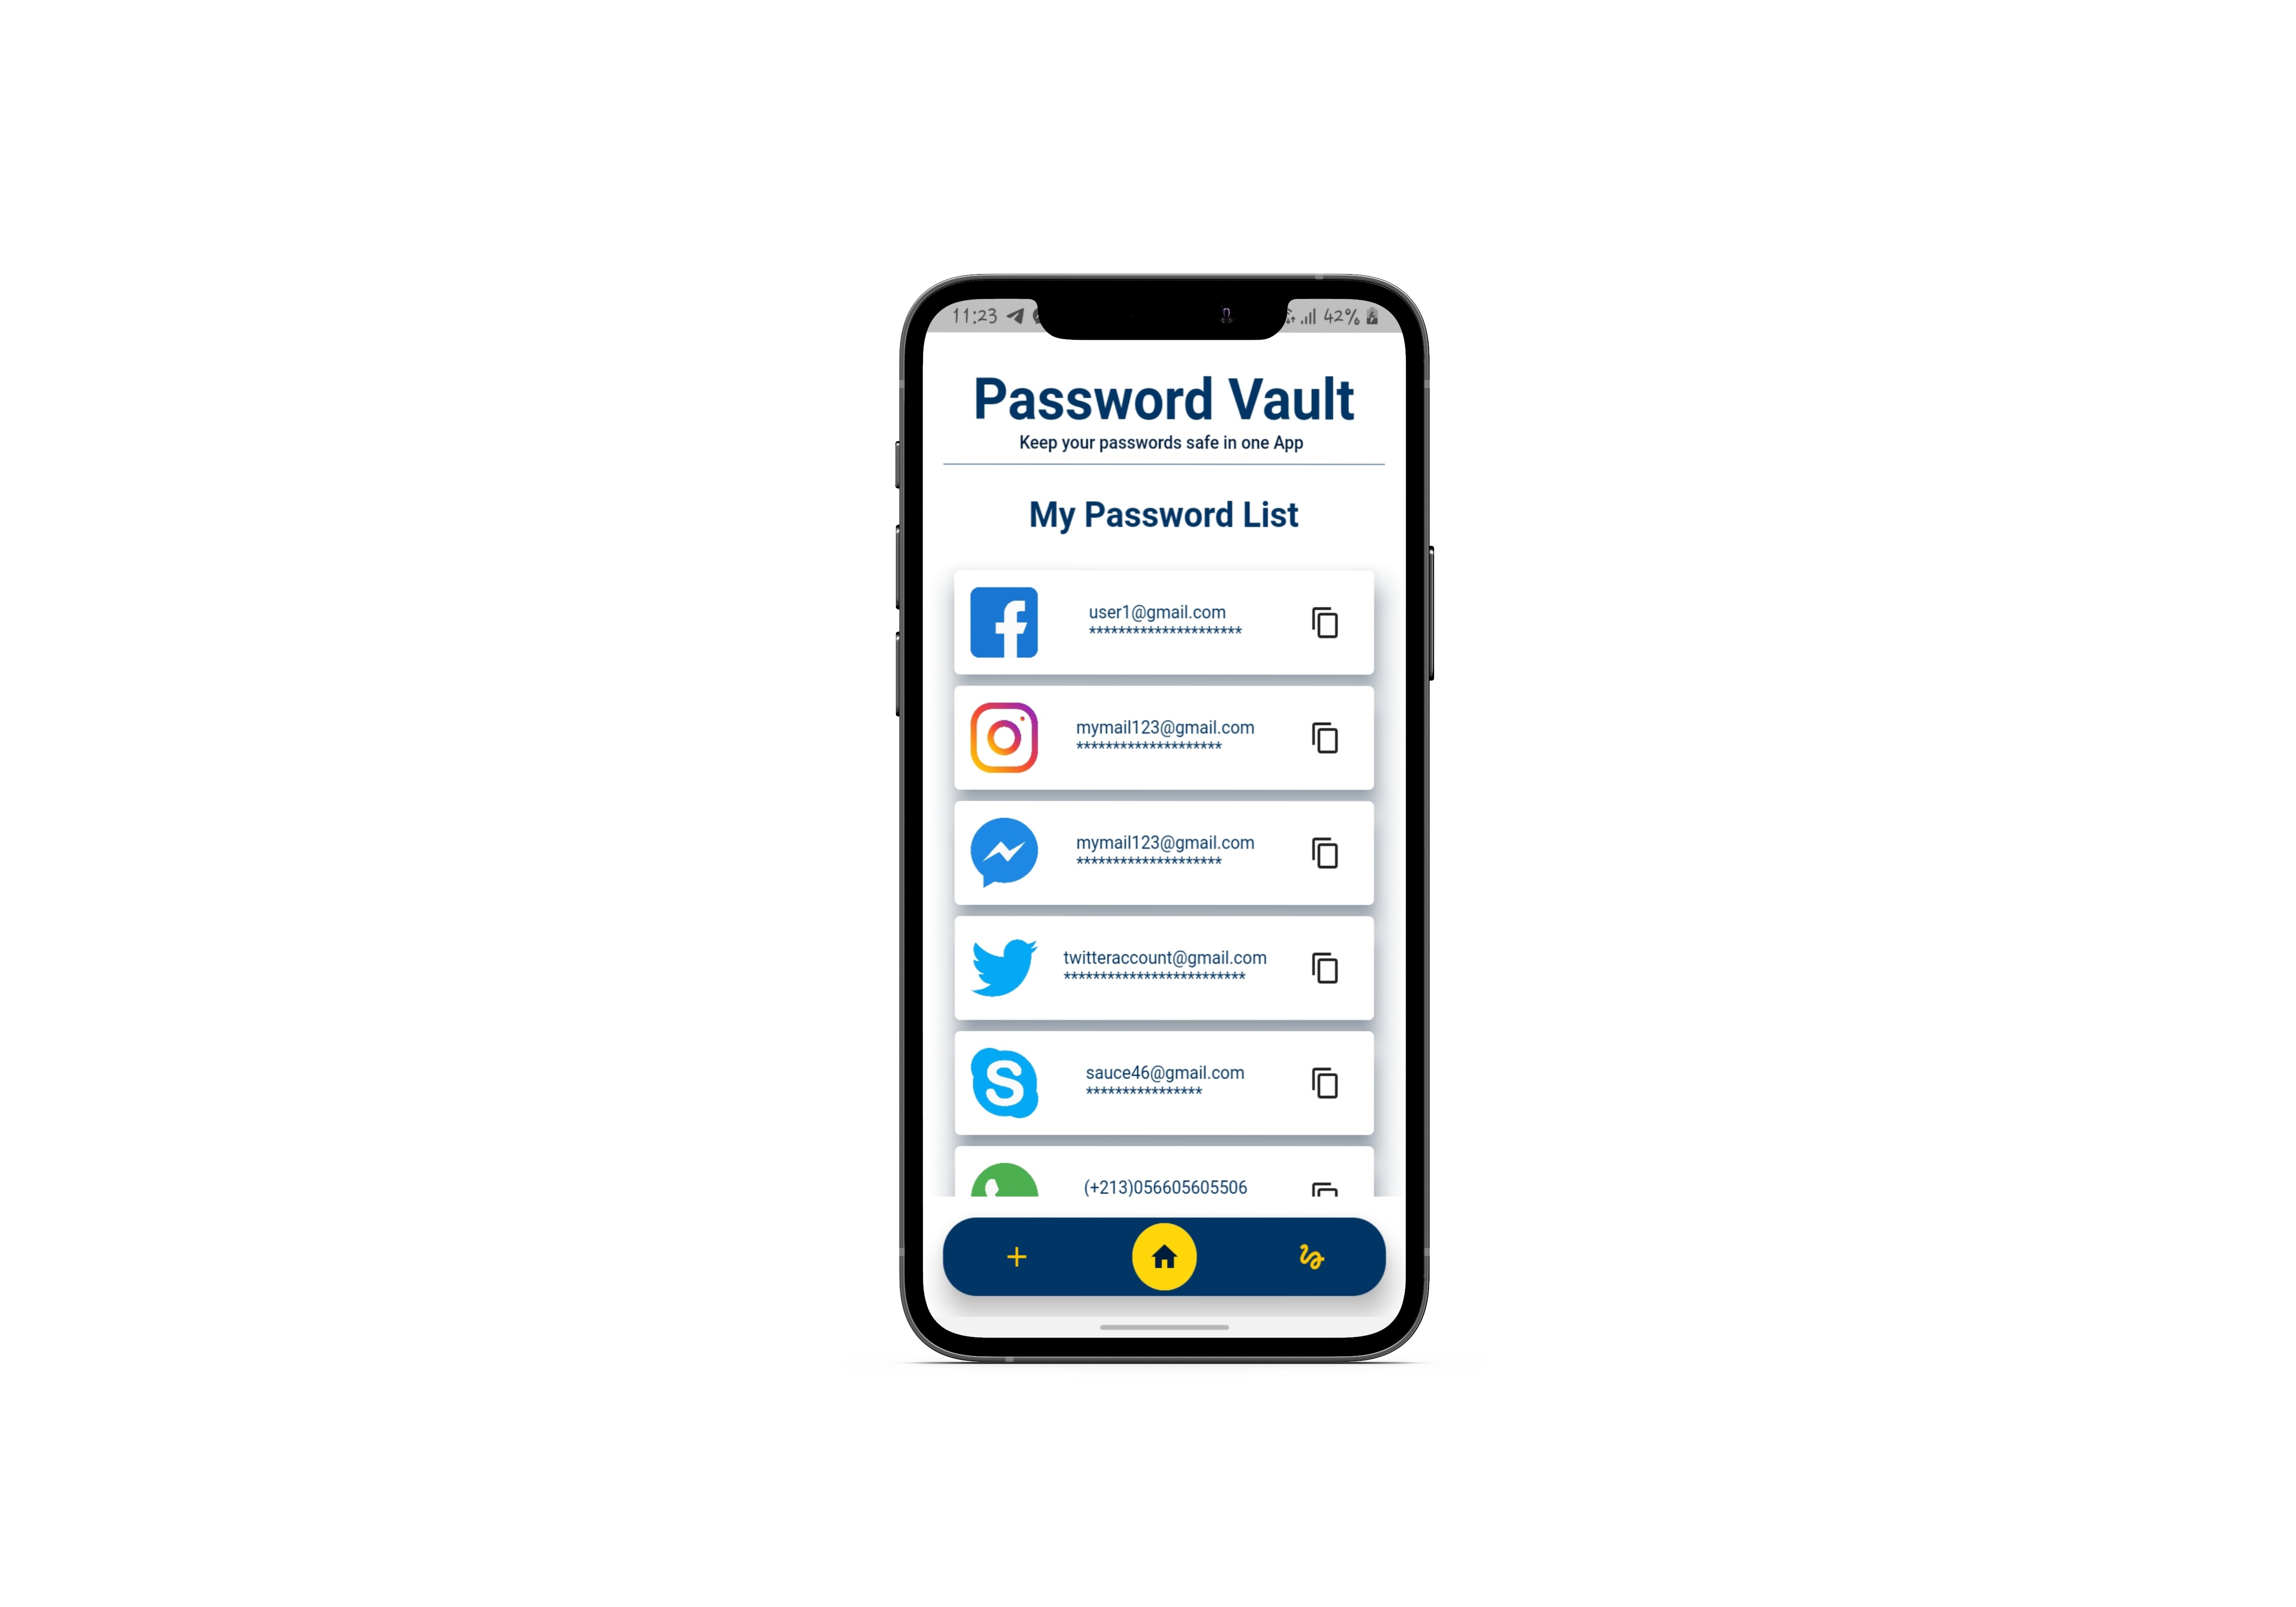 11:23
42%
Password Vault
Keep your passwords safe in one App
My Password List
user1@gmail.com
*********************
mymail123@gmail.com
********************
mymail123@gmail.com
********************
twitteraccount@gmail.com
*************************
sauce46@gmail.com
****************
(+213)056605605506